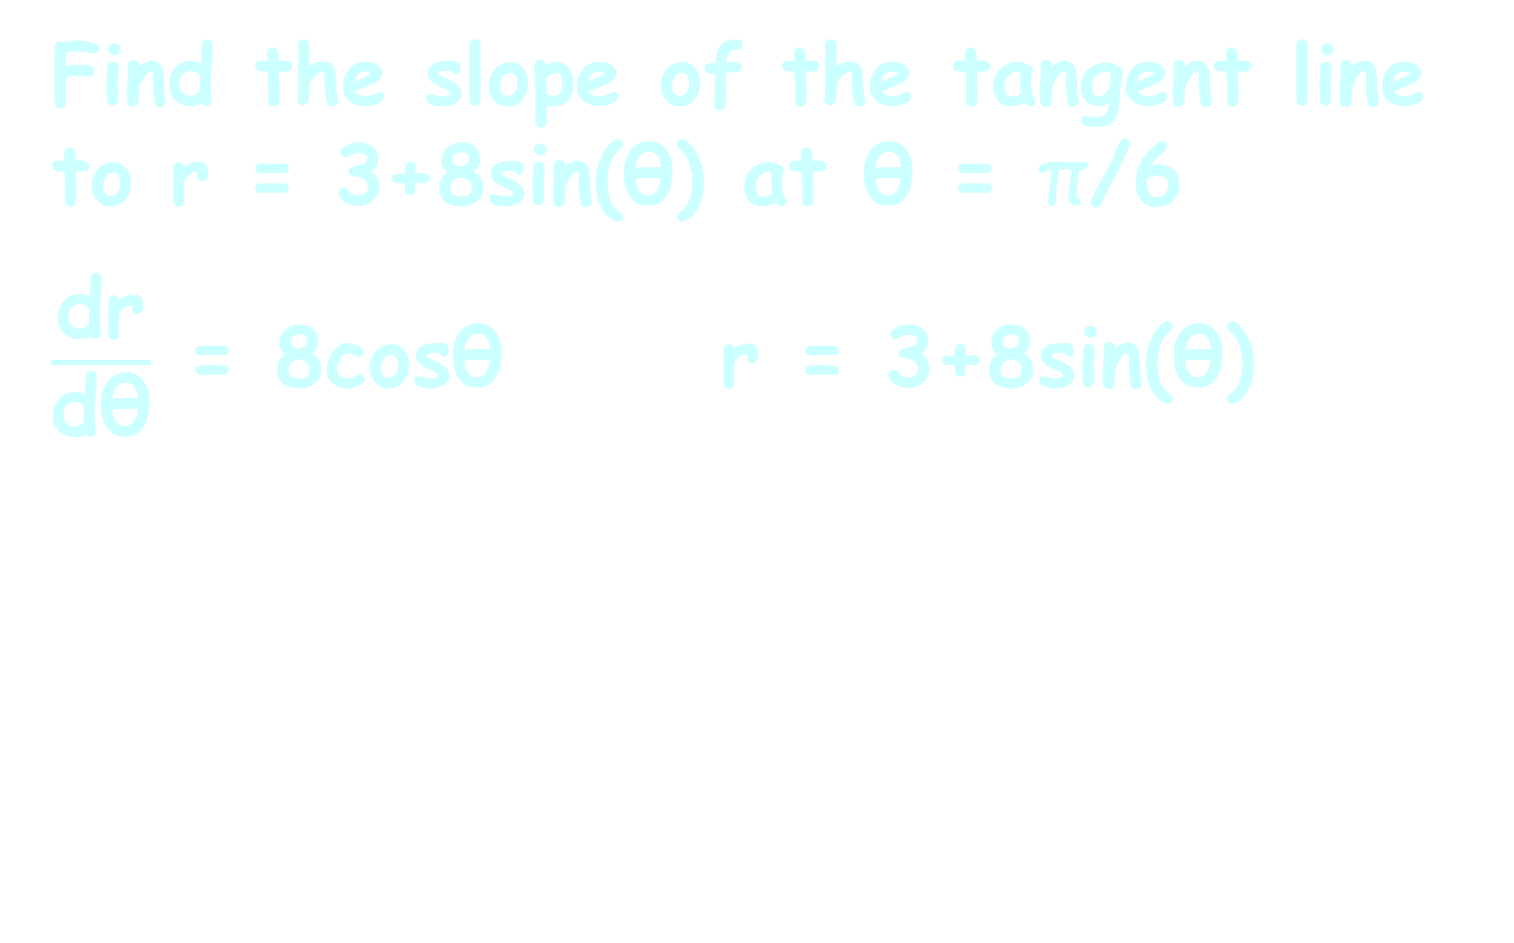 Find the slope of the tangent line
to r = 3+8sin(θ) at θ = π/6
dr/dθ = 8cosθ r = 3+8sin(θ)